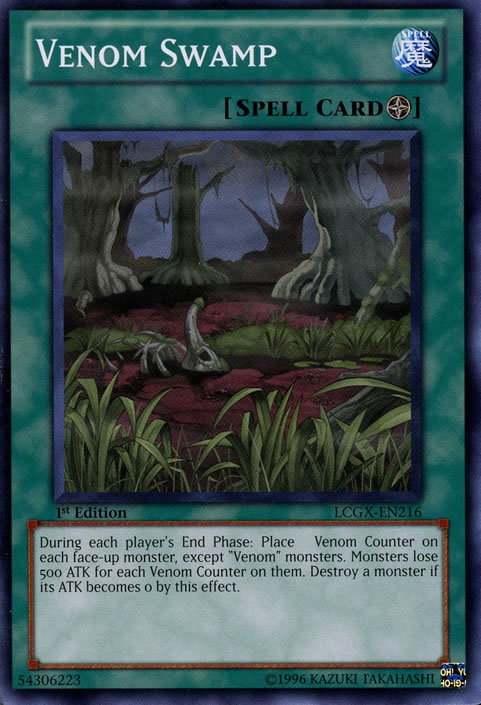 VENOM SWAMP
SPELL
魔
[SPELL CARD]
1st Edition
LCGX-EN216
During each player's End Phase: Place Venom Counter on
each face-up monster, except "Venom" monsters. Monsters lose
500 ATK for each Venom Counter on them. Destroy a monster if
its ATK becomes 0 by this effect.
54306223
©1996 KAZUKI TAKAHASHI